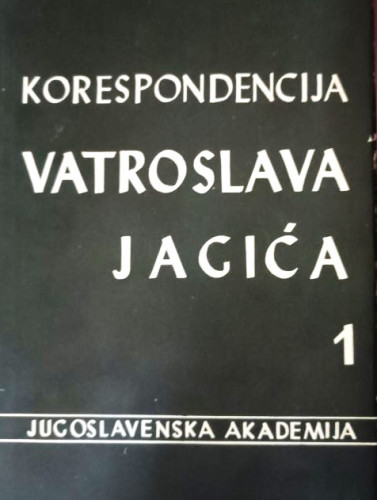 KORESPONDENCIJA
VATROSLAVA
JAGIĆA
1
JUGOSLAVENSKA AKADEMIJA